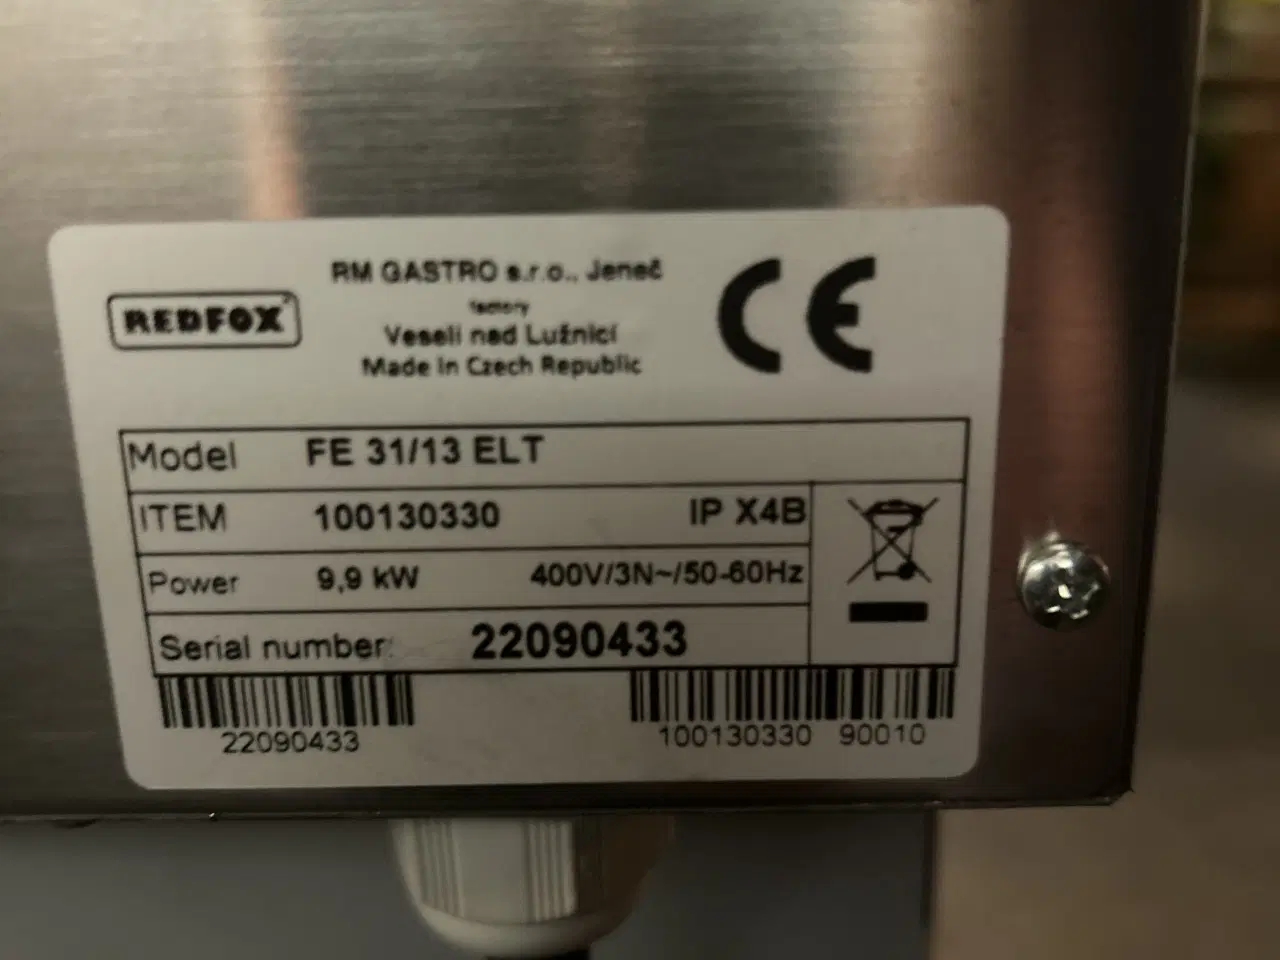 REDFOX
RM GASTRO s.r.o., Jeneč
factory
Veselí nad Lužnicí
Made in Czech Republic
CE
Model FE 31/13 ELT
ITEM 100130330 IP X4B
Power 9,9 kW 400V/3N~/50-60Hz
Serial number: 22090433
22090433
100130330 90010